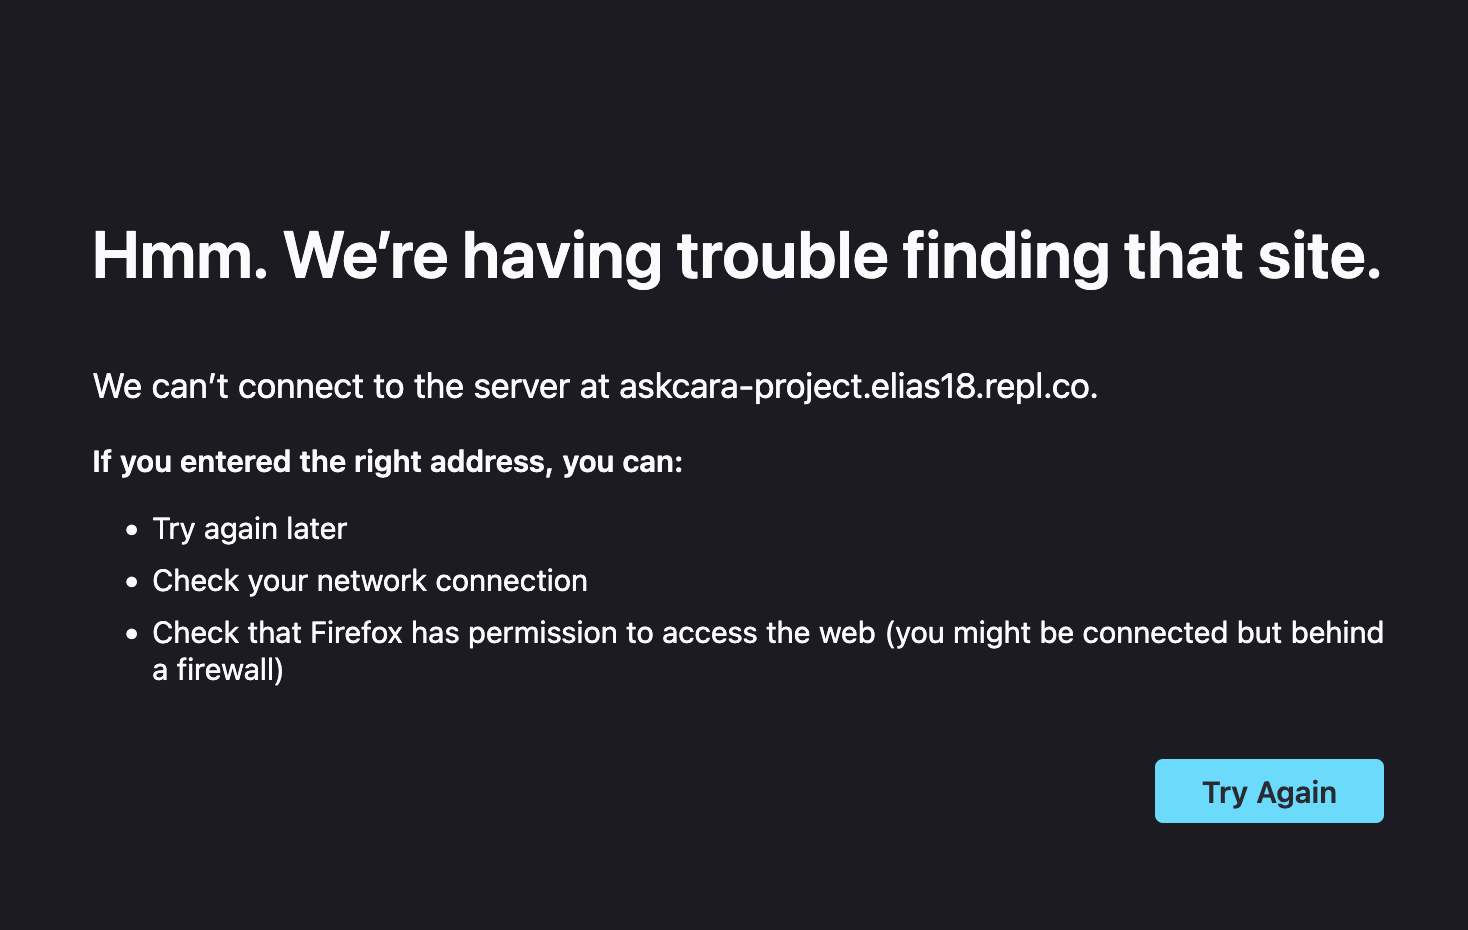 Hmm. We’re having trouble finding that site.
We can’t connect to the server at askcara-project.elias18.repl.co.
If you entered the right address, you can:
• Try again later
• Check your network connection
• Check that Firefox has permission to access the web (you might be connected but behind
a firewall)
Try Again